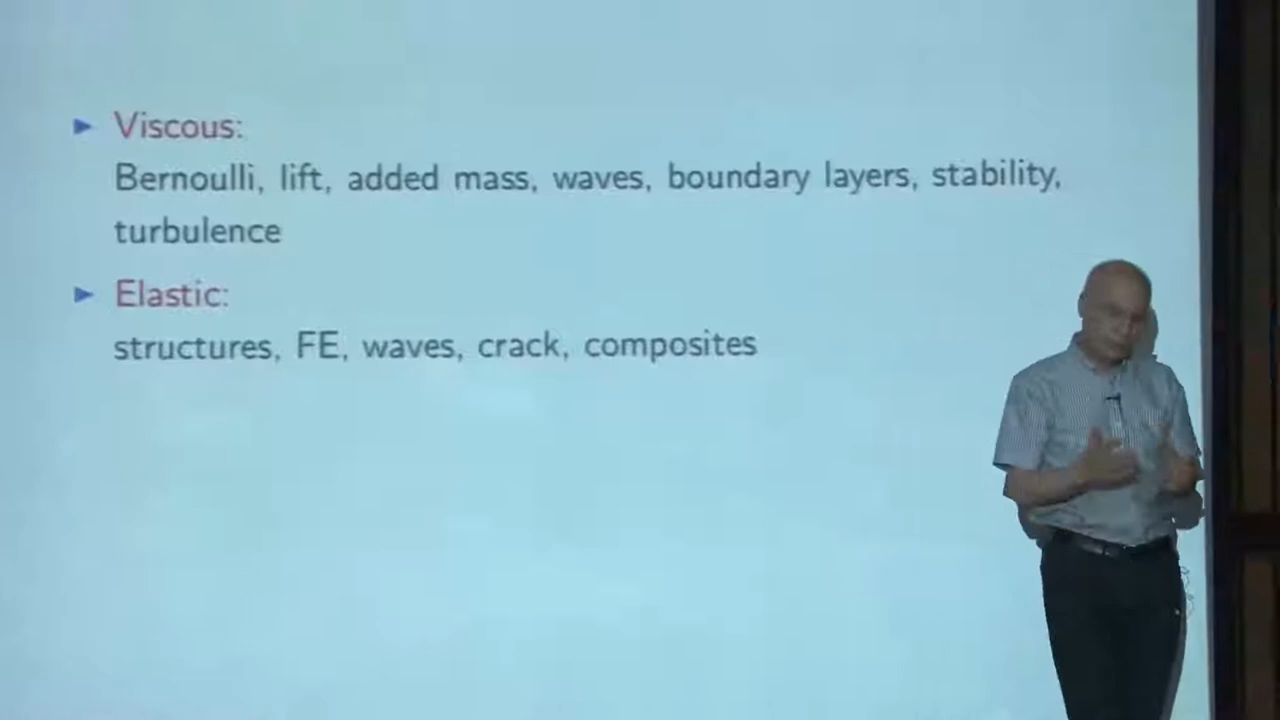 Viscous:
Bernoulli, lift, added mass, waves, boundary layers, stability,
turbulence
Elastic:
structures, FE, waves, crack, composites